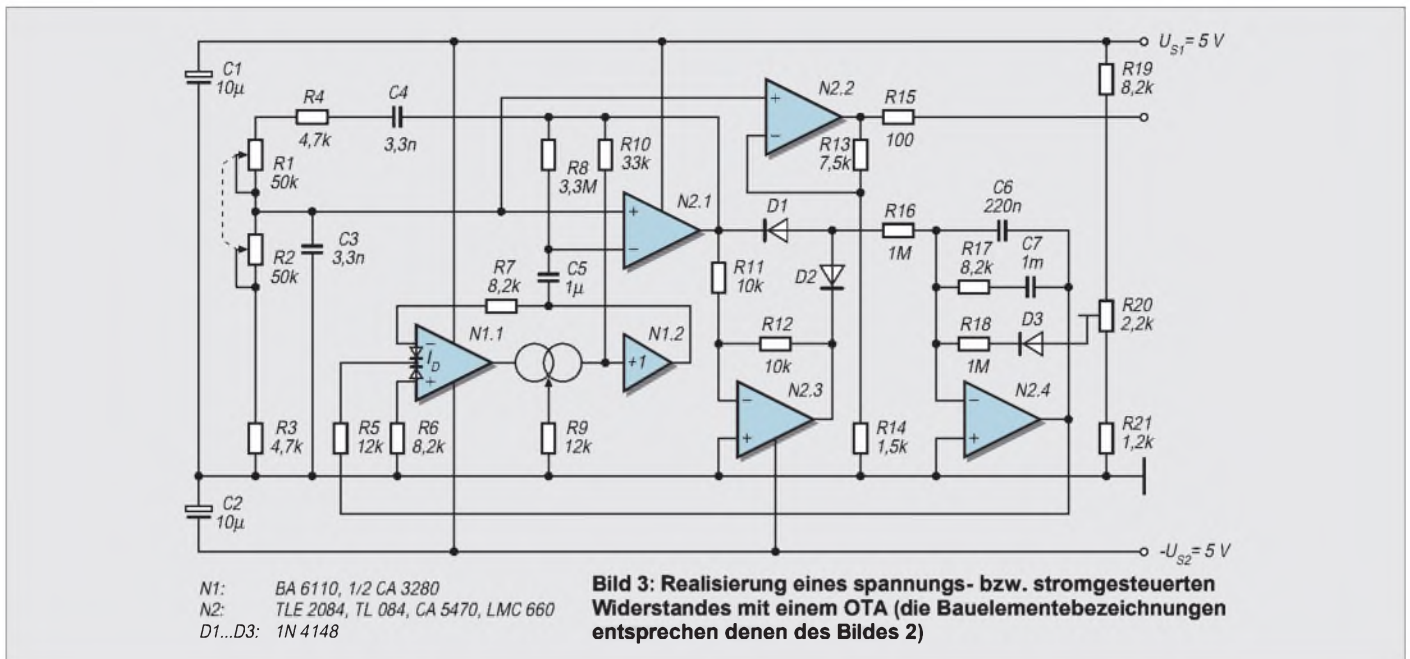 C1
10µ
R4
4,7k
C4
3,3n
R1
50k
R2
50k
C3
3,3n
R3
4,7k
C2
10µ
R8
3,3M
R10
33k
N2.1
R7
8,2k
C5
1µ
N1.1
I_D
N1.2
+1
R5
12k
R6
8,2k
R9
12k
N2.2
R15
100
R13
7,5k
D1
D2
R16
1M
R11
10k
R12
10k
N2.3
R14
1,5k
C6
220n
R17
8,2k
C7
1m
R18
1M
D3
N2.4
R19
8,2k
R20
2,2k
R21
1,2k
U_S1 = 5 V
-U_S2 = 5 V
+
−
+
−
−
+
−
+
−
+
N1: BA 6110, 1/2 CA 3280
N2: TLE 2084, TL 084, CA 5470, LMC 660
D1...D3: 1N 4148
Bild 3: Realisierung eines spannungs- bzw. stromgesteuerten
Widerstandes mit einem OTA (die Bauelementebezeichnungen
entsprechen denen des Bildes 2)